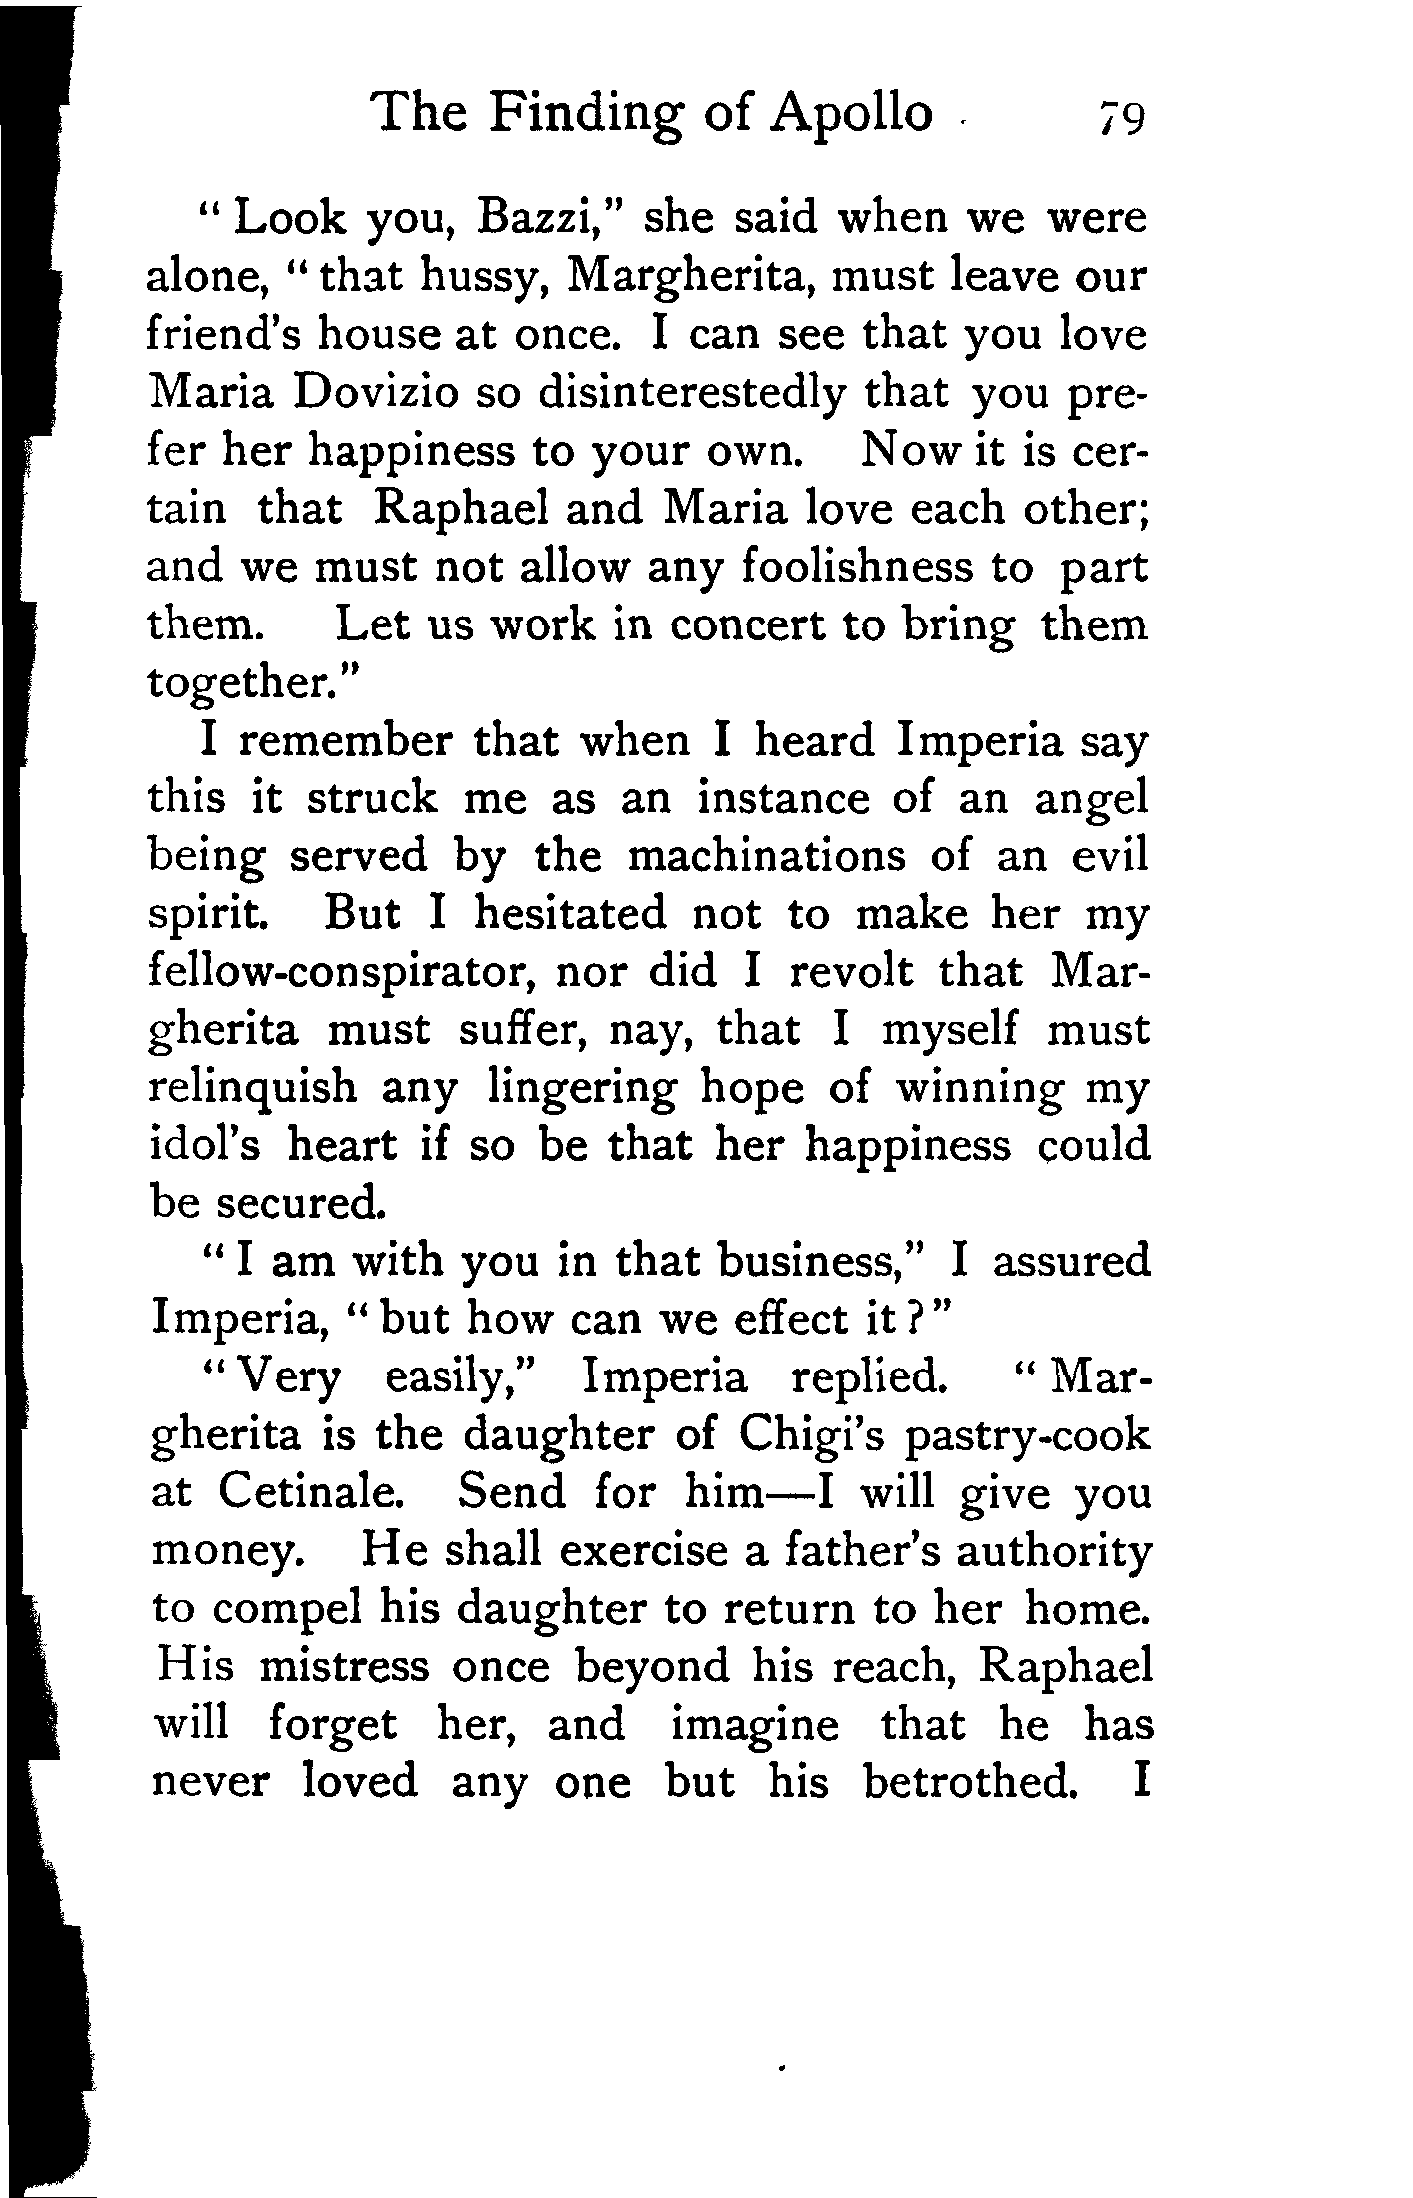 The Finding of Apollo 79
" Look you, Bazzi," she said when we were
alone, " that hussy, Margherita, must leave our
friend's house at once. I can see that you love
Maria Dovizio so disinterestedly that you pre-
fer her happiness to your own. Now it is cer-
tain that Raphael and Maria love each other;
and we must not allow any foolishness to part
them. Let us work in concert to bring them
together."
I remember that when I heard Imperia say
this it struck me as an instance of an angel
being served by the machinations of an evil
spirit. But I hesitated not to make her my
fellow-conspirator, nor did I revolt that Mar-
gherita must suffer, nay, that I myself must
relinquish any lingering hope of winning my
idol's heart if so be that her happiness could
be secured.
" I am with you in that business," I assured
Imperia, " but how can we effect it ? "
" Very easily," Imperia replied. " Mar-
gherita is the daughter of Chigi's pastry-cook
at Cetinale. Send for him—I will give you
money. He shall exercise a father's authority
to compel his daughter to return to her home.
His mistress once beyond his reach, Raphael
will forget her, and imagine that he has
never loved any one but his betrothed. I